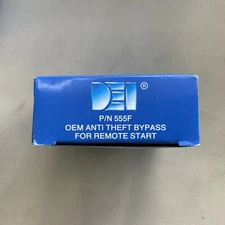 DEI®
P/N 555F
OEM ANTI THEFT BYPASS
FOR REMOTE START